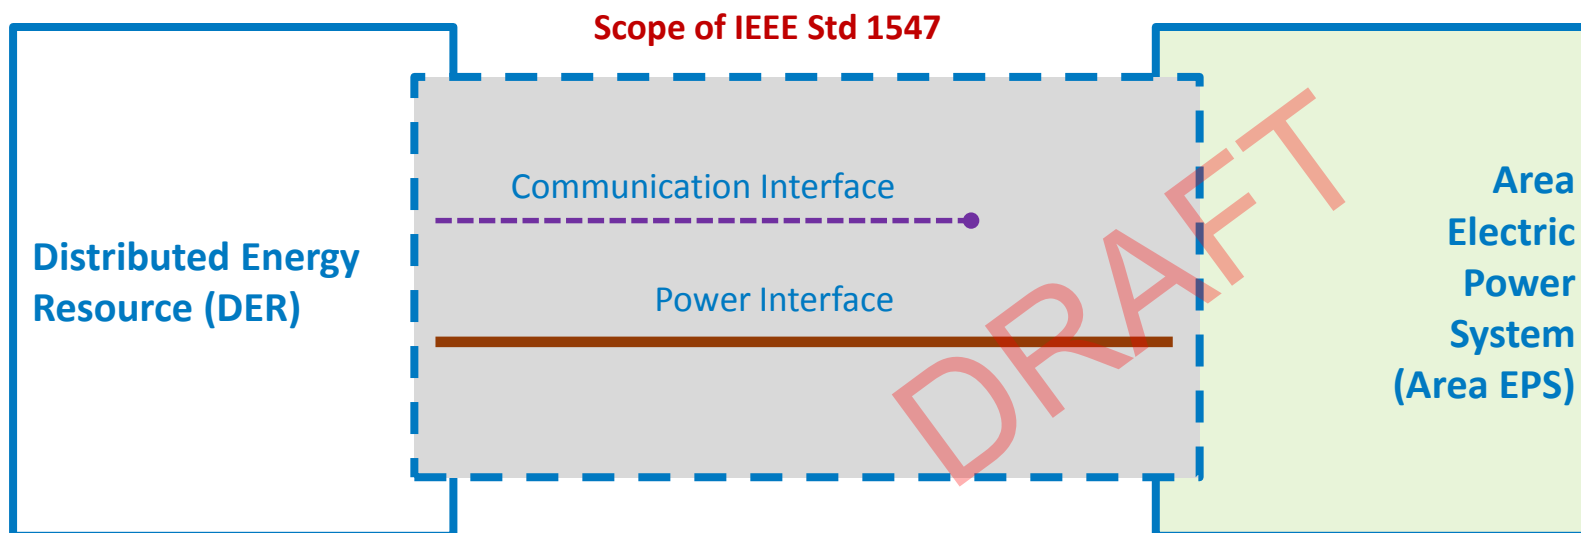 Scope of IEEE Std 1547
Communication Interface
Distributed Energy
Resource (DER)
Power Interface
Area
Electric
Power
System
(Area EPS)
DRAFT